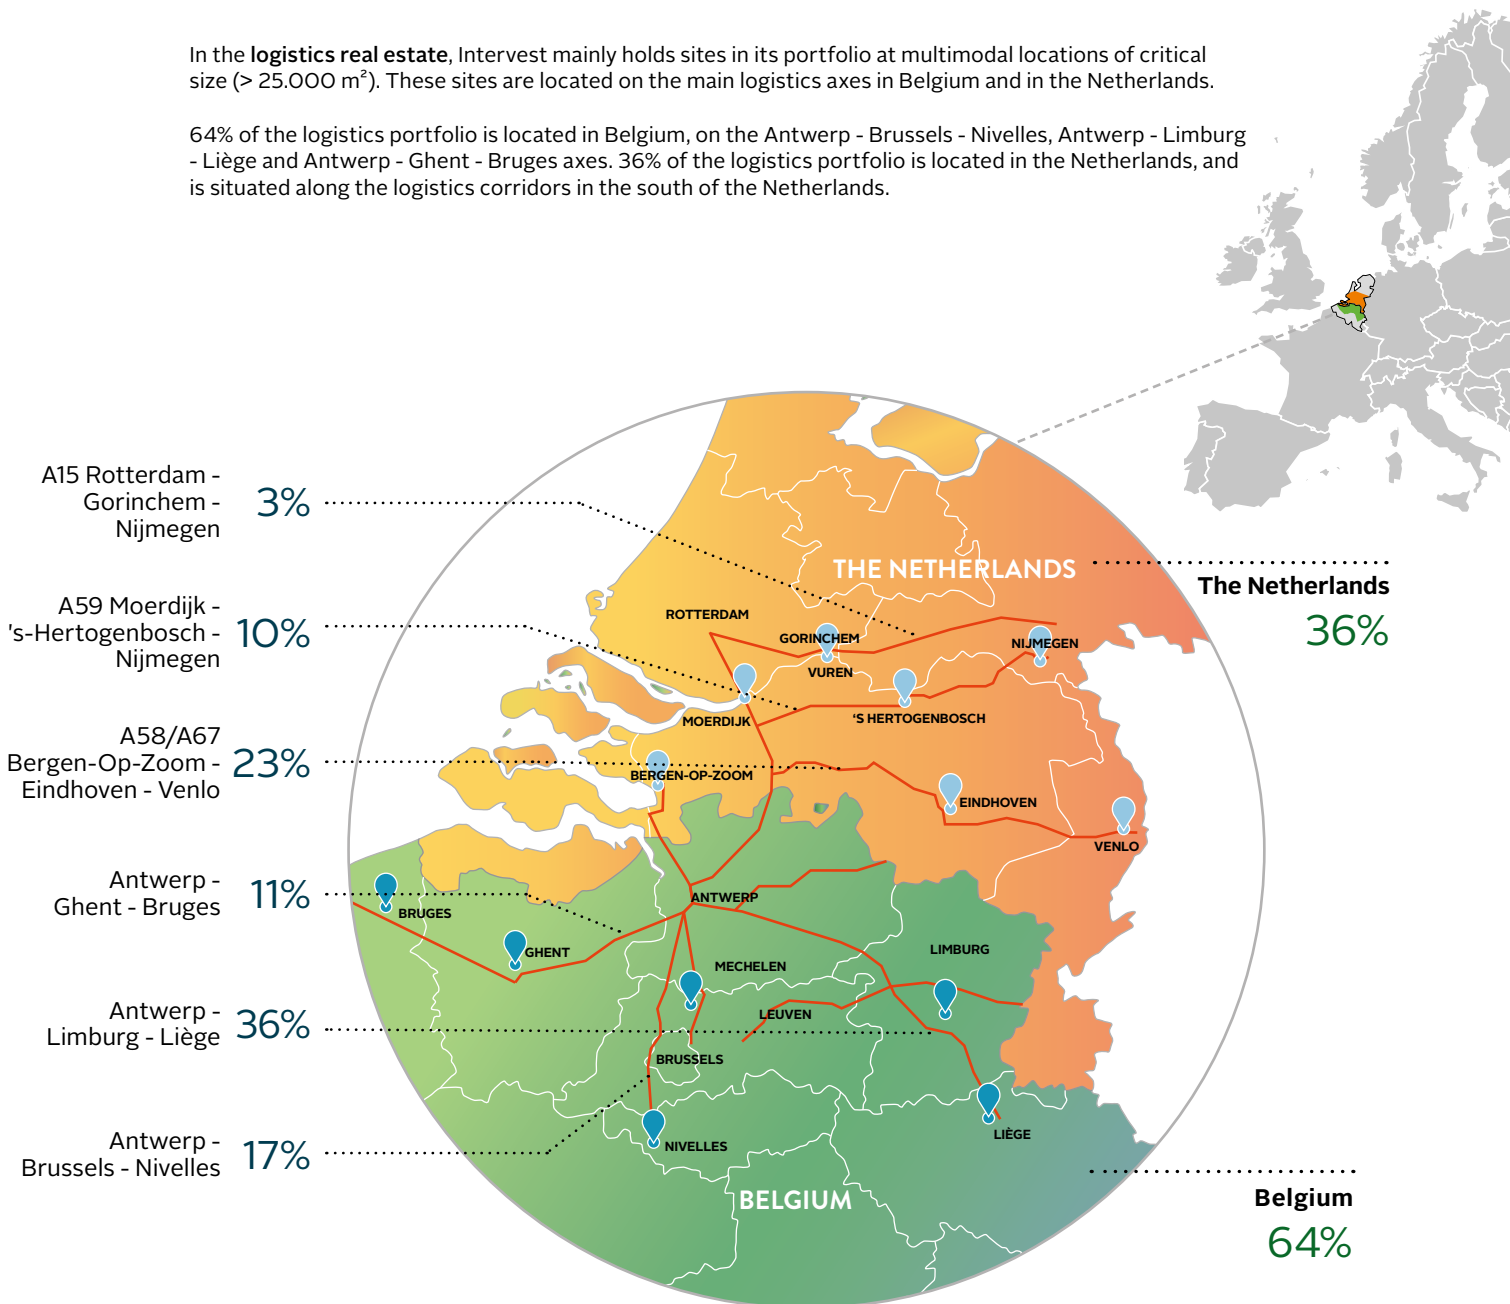 In the logistics real estate, Intervest mainly holds sites in its portfolio at multimodal locations of critical
size (> 25.000 m²). These sites are located on the main logistics axes in Belgium and in the Netherlands.
64% of the logistics portfolio is located in Belgium, on the Antwerp - Brussels - Nivelles, Antwerp - Limburg
- Liège and Antwerp - Ghent - Bruges axes. 36% of the logistics portfolio is located in the Netherlands, and
is situated along the logistics corridors in the south of the Netherlands.
A15 Rotterdam -
Gorinchem -
Nijmegen
3%
A59 Moerdijk -
's-Hertogenbosch -
Nijmegen
10%
A58/A67
Bergen-Op-Zoom -
Eindhoven - Venlo
23%
Antwerp -
Ghent - Bruges
11%
Antwerp -
Limburg - Liège
36%
Antwerp -
Brussels - Nivelles
17%
THE NETHERLANDS
ROTTERDAM
GORINCHEM
NIJMEGEN
VUREN
MOERDIJK
'S HERTOGENBOSCH
BERGEN-OP-ZOOM
EINDHOVEN
VENLO
ANTWERP
BRUGES
GHENT
MECHELEN
LIMBURG
LEUVEN
BRUSSELS
NIVELLES
LIÈGE
BELGIUM
The Netherlands
36%
Belgium
64%